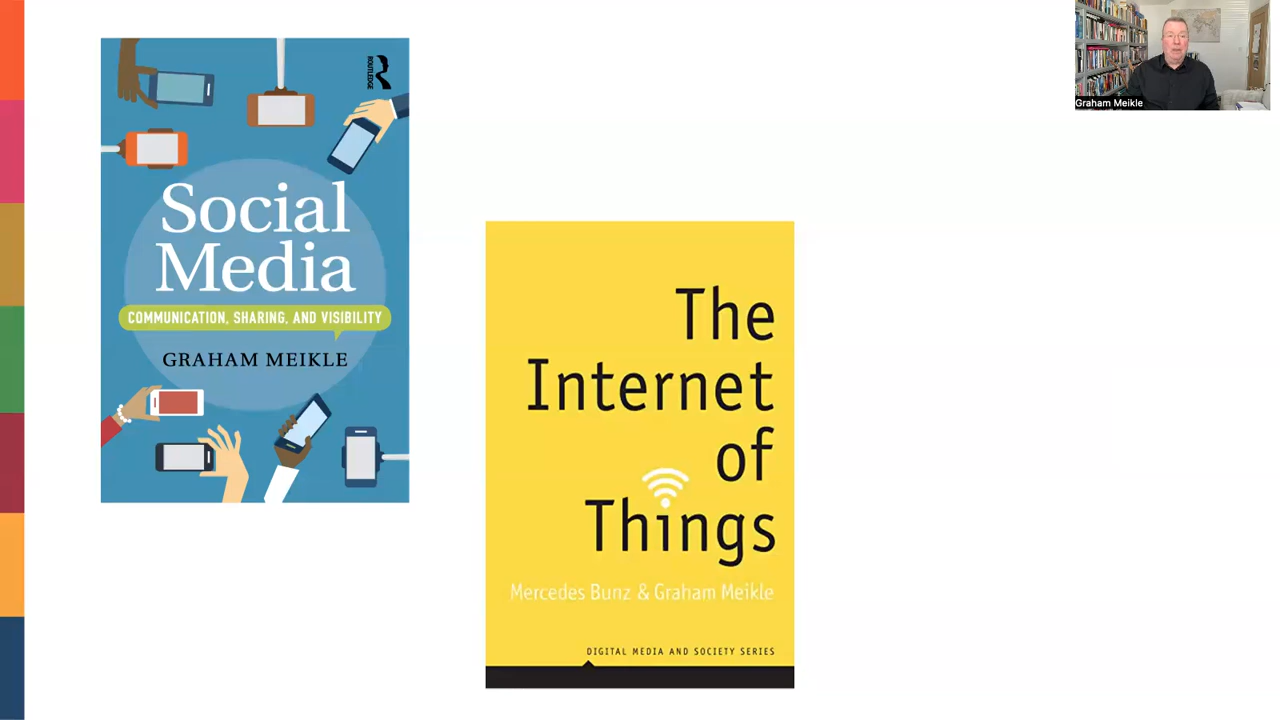 ROUTLEDGE
Social
Media
COMMUNICATION, SHARING, AND VISIBILITY
GRAHAM MEIKLE
The
Internet
of
Things
Mercedes Bunz & Graham Meikle
DIGITAL MEDIA AND SOCIETY SERIES
Graham Meikle